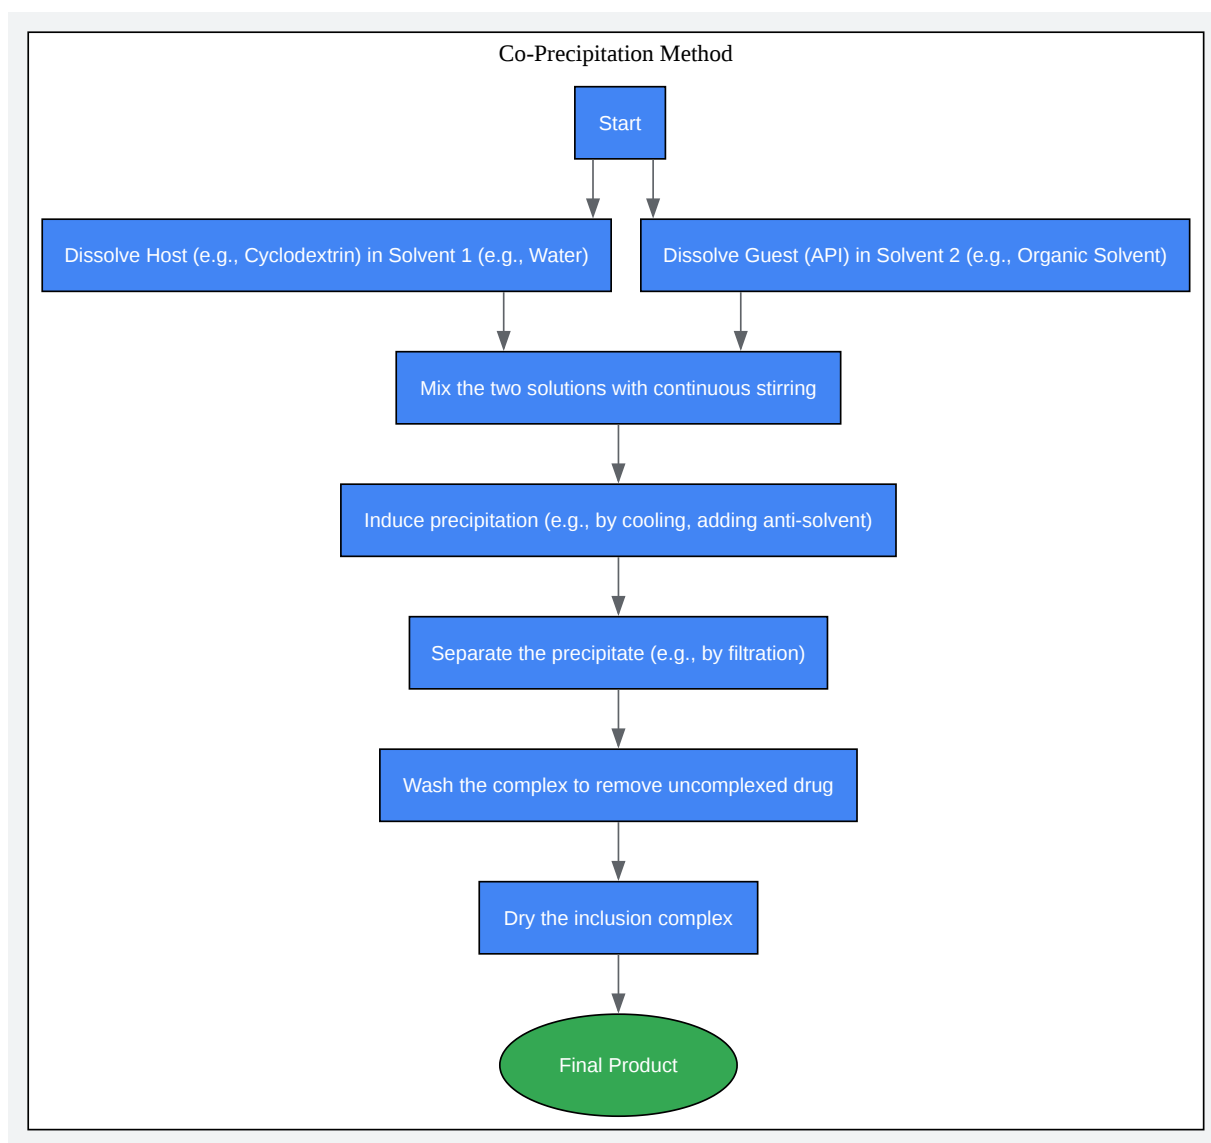 Co-Precipitation Method
Start
Dissolve Host (e.g., Cyclodextrin) in Solvent 1 (e.g., Water)
Dissolve Guest (API) in Solvent 2 (e.g., Organic Solvent)
Mix the two solutions with continuous stirring
Induce precipitation (e.g., by cooling, adding anti-solvent)
Separate the precipitate (e.g., by filtration)
Wash the complex to remove uncomplexed drug
Dry the inclusion complex
Final Product